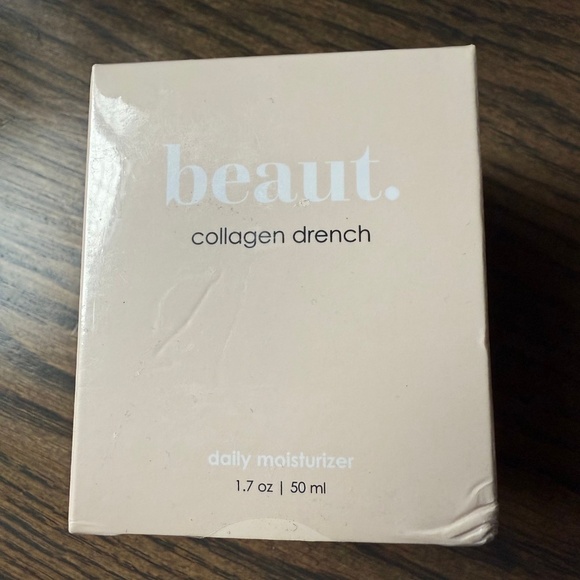 beaut.
collagen drench
daily moisturizer
1.7 oz | 50 ml